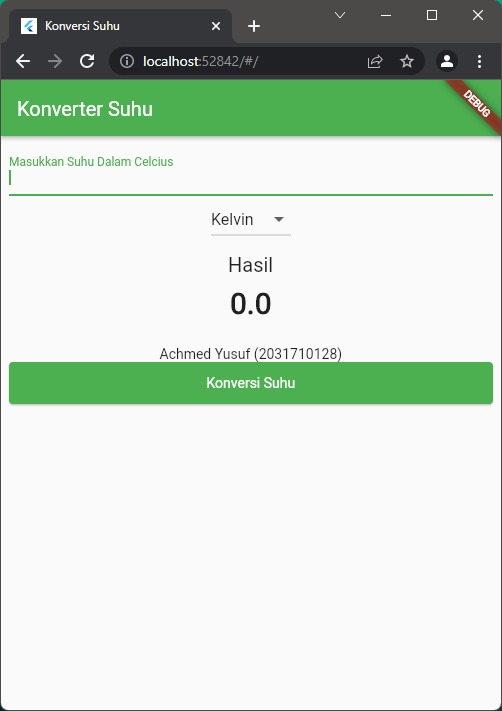 Konversi Suhu
localhost:52842/#/
Konverter Suhu
DEBUG
Masukkan Suhu Dalam Celcius
Kelvin
Hasil
0.0
Achmed Yusuf (2031710128)
Konversi Suhu